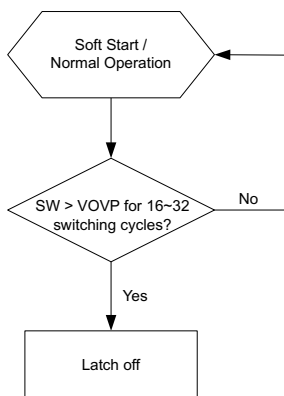 Soft Start /
Normal Operation
SW > VOVP for 16~32
switching cycles?
No
Yes
Latch off